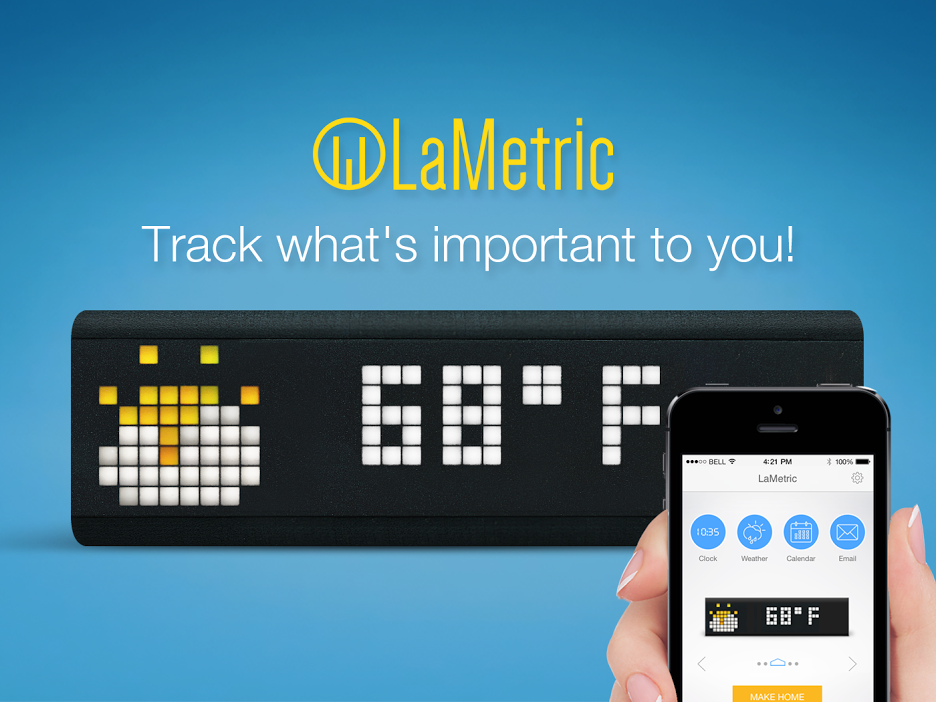 LaMetric
Track what's important to you!
68°F
BELL 4:21 PM 100%
LaMetric
10:35
Clock Weather Calendar Email
68°F
MAKE HOME